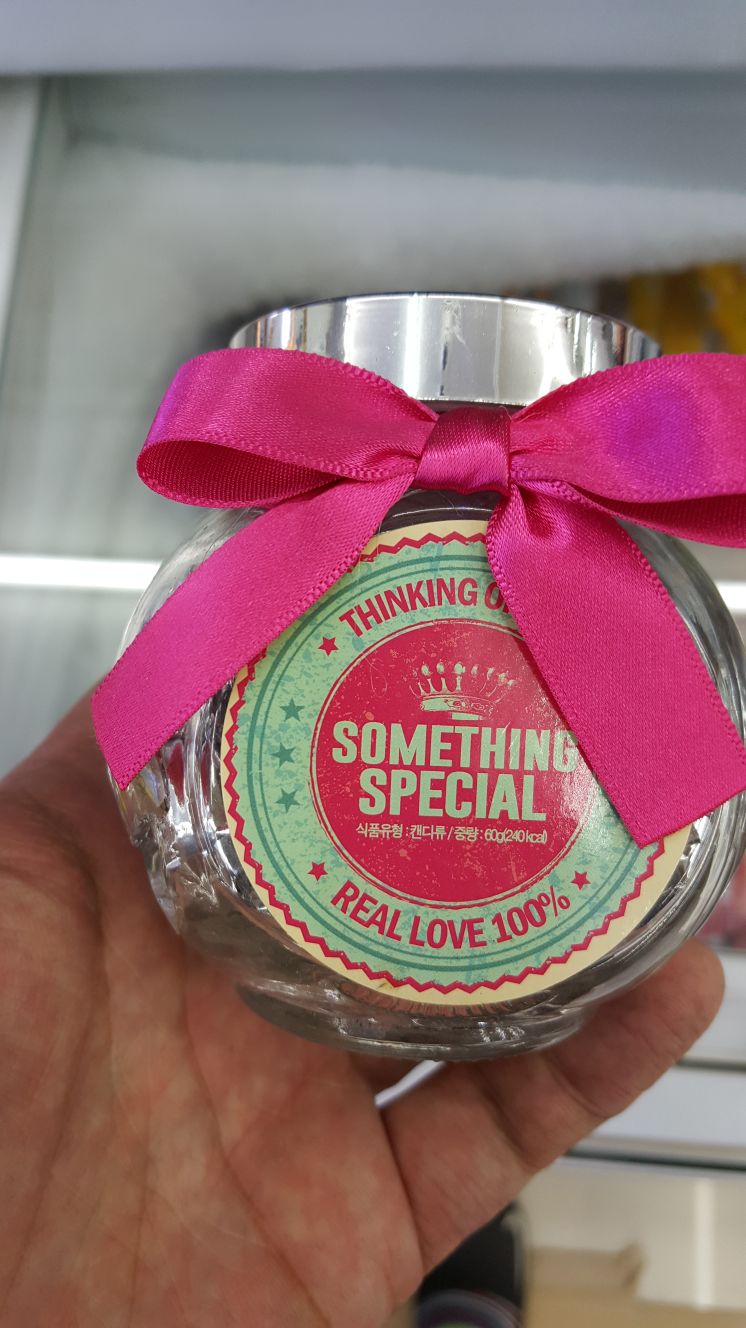 THINKING
SOMETHING
SPECIAL
식품유형 : 캔디류 / 중량 : 60g(240 kcal)
REAL LOVE 100%